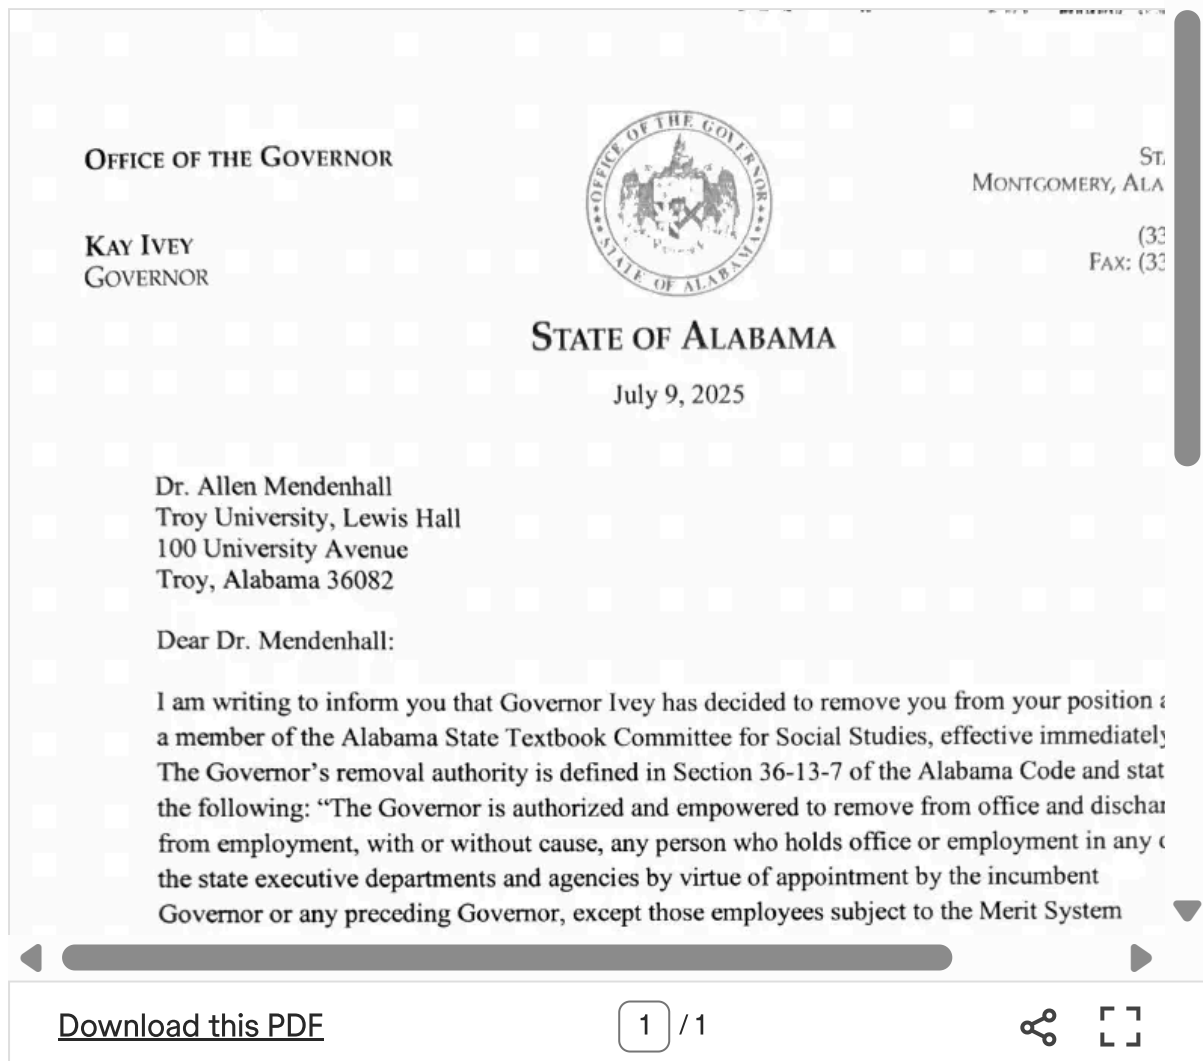 OFFICE OF THE GOVERNOR
KAY IVEY
GOVERNOR
OFFICE OF THE GOVERNOR
STATE OF ALABAMA
MONTGOMERY,
FAX:
STATE OF ALABAMA
July 9, 2025
Dr. Allen Mendenhall
Troy University, Lewis Hall
100 University Avenue
Troy, Alabama 36082
Dear Dr. Mendenhall:
I am writing to inform you that Governor Ivey has decided to remove you from your position
a member of the Alabama State Textbook Committee for Social Studies, effective
The Governor's removal authority is defined in Section 36-13-7 of the Alabama Code and
the following: “The Governor is authorized and empowered to remove from office and
from employment, with or without cause, any person who holds office or employment in any
the state executive departments and agencies by virtue of appointment by the incumbent
Governor or any preceding Governor, except those employees subject to the Merit System
Download this PDF
1 / 1